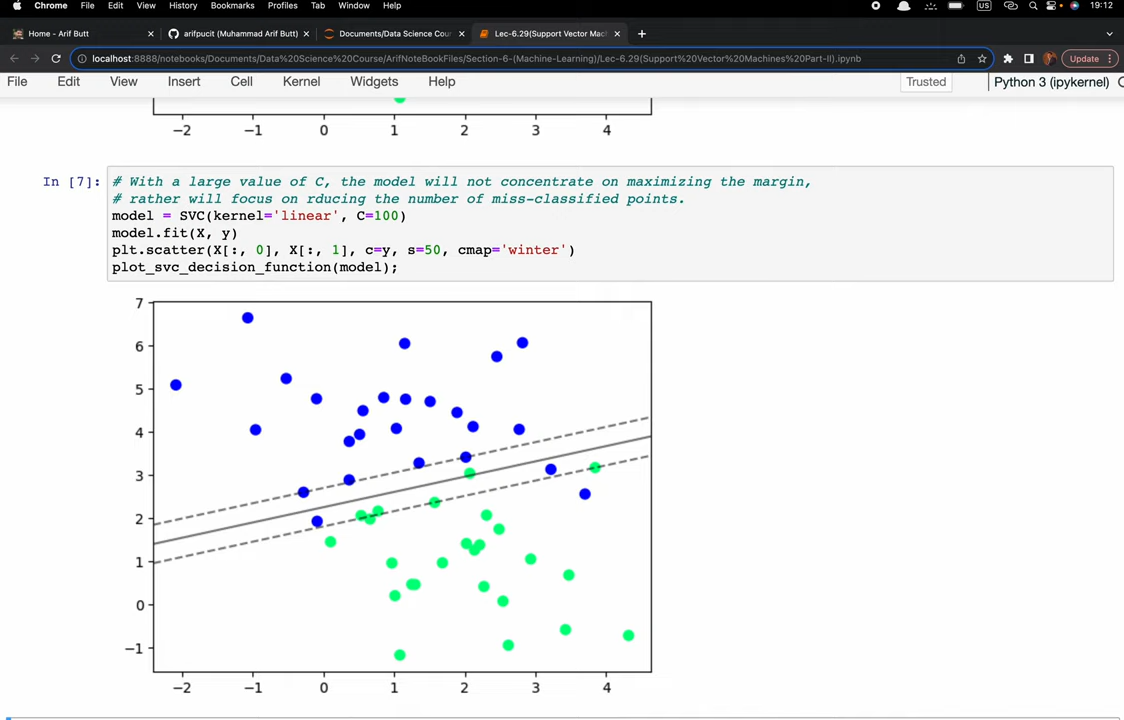 Chrome File Edit View History Bookmarks Profiles Tab Window Help US 19:12
Home - Arif Butt
arifpucit (Muhammad Arif Butt)
Documents/Data Science Cou
Lec-6.29(Support Vector Mac
localhost:8888/notebooks/Documents/Data%20Science%20Course/ArifNoteBookFiles/Section-6-(Machine-Learning)/Lec-6.29(Support%20Vector%20Machines%20Part-II).ipynb
Update
File Edit View Insert Cell Kernel Widgets Help Trusted Python 3 (ipykernel)
−2 −1 0 1 2 3 4
In [7]: # With a large value of C, the model will not concentrate on maximizing the margin,
# rather will focus on rducing the number of miss-classified points.
model = SVC(kernel='linear', C=100)
model.fit(X, y)
plt.scatter(X[:, 0], X[:, 1], c=y, s=50, cmap='winter')
plot_svc_decision_function(model);
7
6
5
4
3
2
1
0
−1
−2 −1 0 1 2 3 4